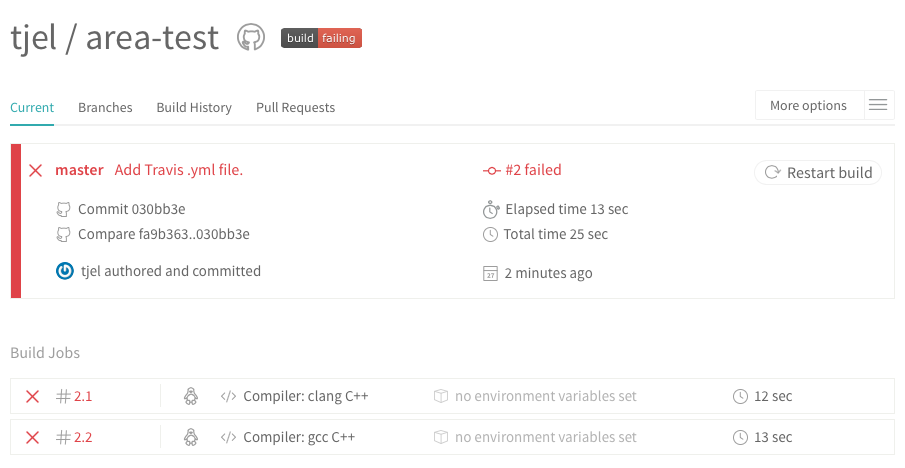 tjel / area-test build failing
Current Branches Build History Pull Requests More options
master Add Travis .yml file. #2 failed Restart build
Commit 030bb3e Elapsed time 13 sec
Compare fa9b363..030bb3e Total time 25 sec
tjel authored and committed 27 2 minutes ago
Build Jobs
# 2.1 </> Compiler: clang C++ no environment variables set 12 sec
# 2.2 </> Compiler: gcc C++ no environment variables set 13 sec